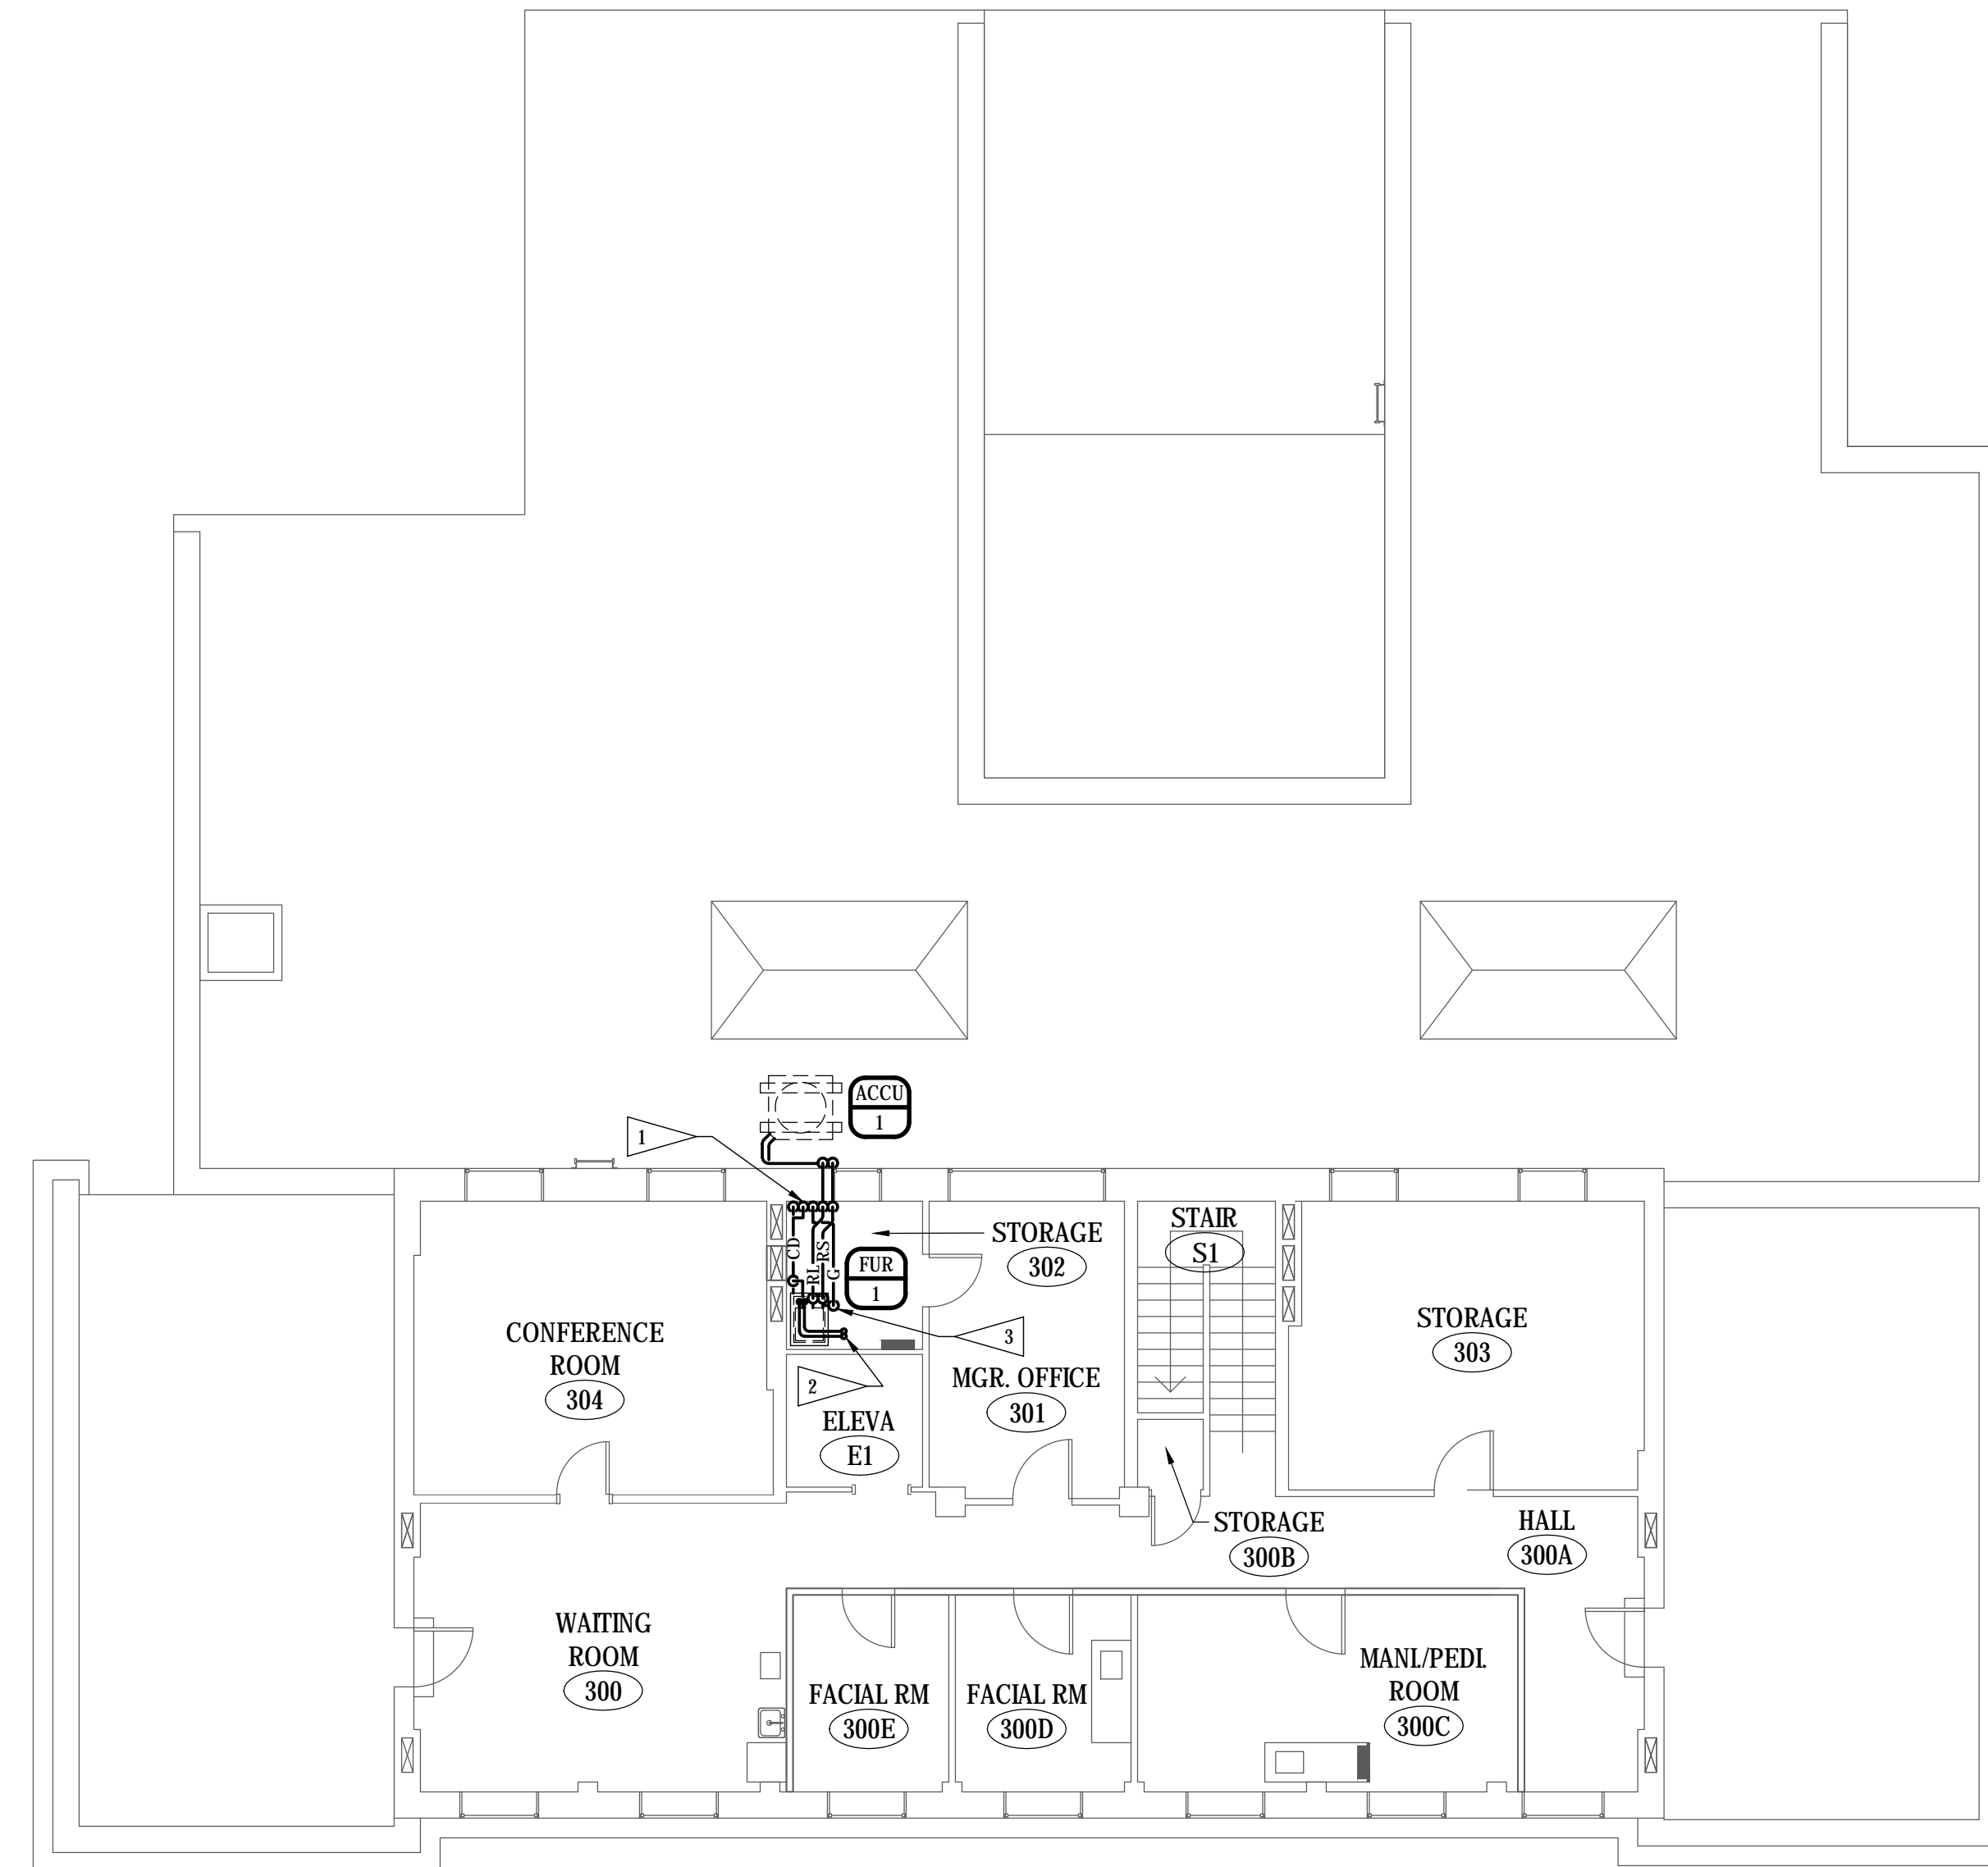 ACCU
1
1
STORAGE
302
STAIR
S1
CD
RL
RS
G
FUR
1
3
2
CONFERENCE
ROOM
304
MGR. OFFICE
301
STORAGE
303
ELEVA
E1
STORAGE
300B
HALL
300A
WAITING
ROOM
300
FACIAL RM
300E
FACIAL RM
300D
MANI./PEDI.
ROOM
300C